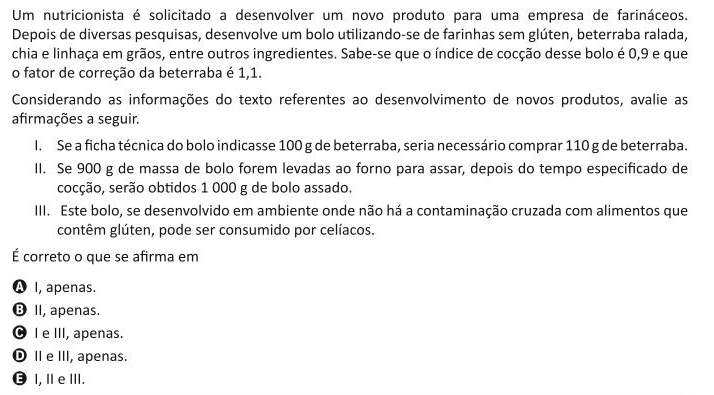 Um nutricionista é solicitado a desenvolver um novo produto para uma empresa de farináceos.
Depois de diversas pesquisas, desenvolve um bolo utilizando-se de farinhas sem glúten, beterraba ralada,
chia e linhaça em grãos, entre outros ingredientes. Sabe-se que o índice de cocção desse bolo é 0,9 e que
o fator de correção da beterraba é 1,1.
Considerando as informações do texto referentes ao desenvolvimento de novos produtos, avalie as
afirmações a seguir.
I. Se a ficha técnica do bolo indicasse 100 g de beterraba, seria necessário comprar 110 g de beterraba.
II. Se 900 g de massa de bolo forem levadas ao forno para assar, depois do tempo especificado de
cocção, serão obtidos 1 000 g de bolo assado.
III. Este bolo, se desenvolvido em ambiente onde não há a contaminação cruzada com alimentos que
contêm glúten, pode ser consumido por celíacos.
É correto o que se afirma em
A I, apenas.
B II, apenas.
C I e III, apenas.
D II e III, apenas.
E I, II e III.